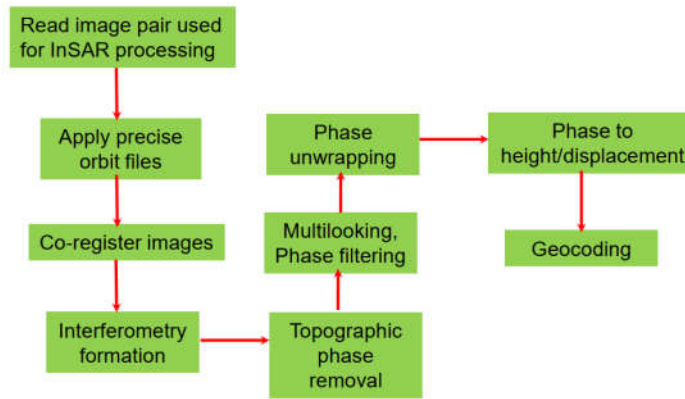 Read image pair used
for InSAR processing
Apply precise
orbit files
Co-register images
Interferometry
formation
Topographic
phase
removal
Multilooking,
Phase filtering
Phase
unwrapping
Phase to
height/displacement
Geocoding